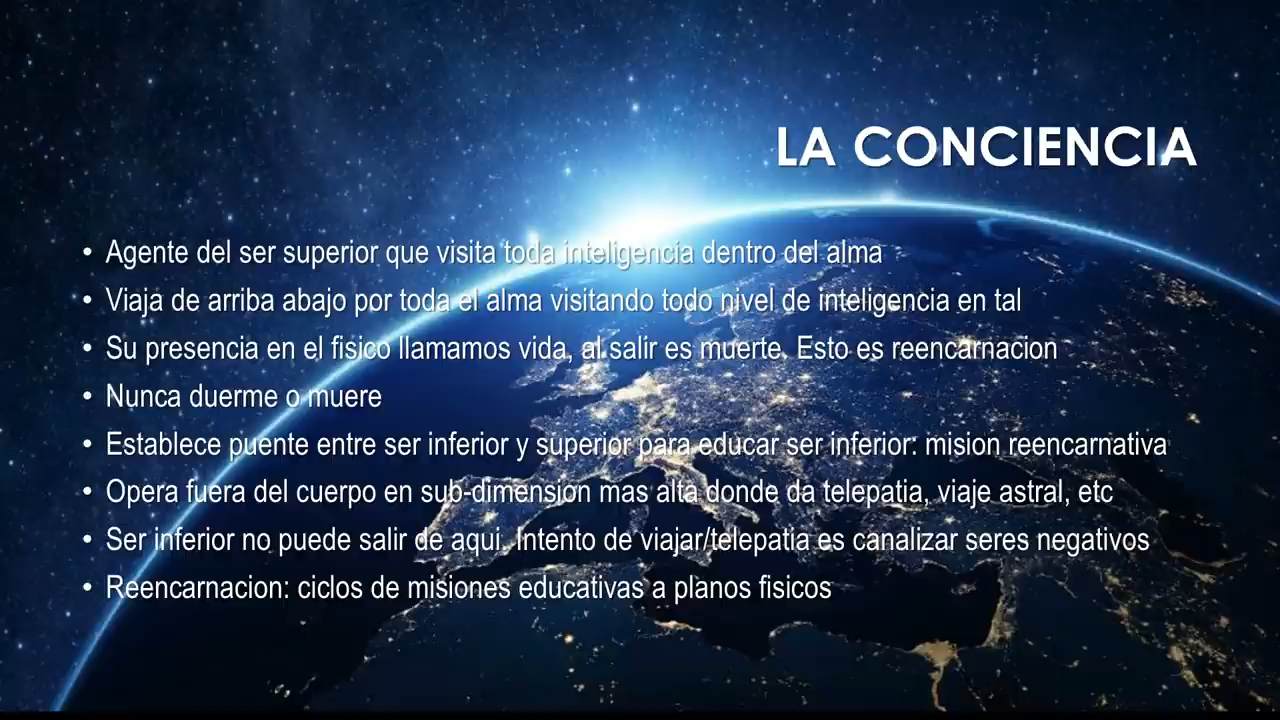 LA CONCIENCIA
• Agente del ser superior que visita toda inteligencia dentro del alma
• Viaja de arriba abajo por toda el alma visitando todo nivel de inteligencia en tal
• Su presencia en el fisico llamamos vida, al salir es muerte. Esto es reencarnacion
• Nunca duerme o muere
• Establece puente entre ser inferior y superior para educar ser inferior: mision reencarnativa
• Opera fuera del cuerpo en sub-dimension mas alta donde da telepatia, viaje astral, etc
• Ser inferior no puede salir de aqui. Intento de viajar/telepatia es canalizar seres negativos
• Reencarnacion: ciclos de misiones educativas a planos fisicos